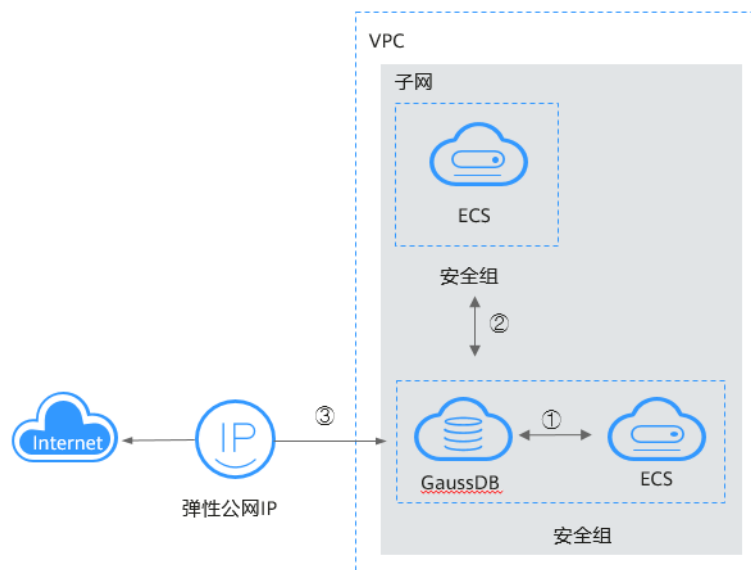 VPC
子网
ECS
安全组
②
③
①
Internet
IP
GaussDB
ECS
弹性公网IP
安全组